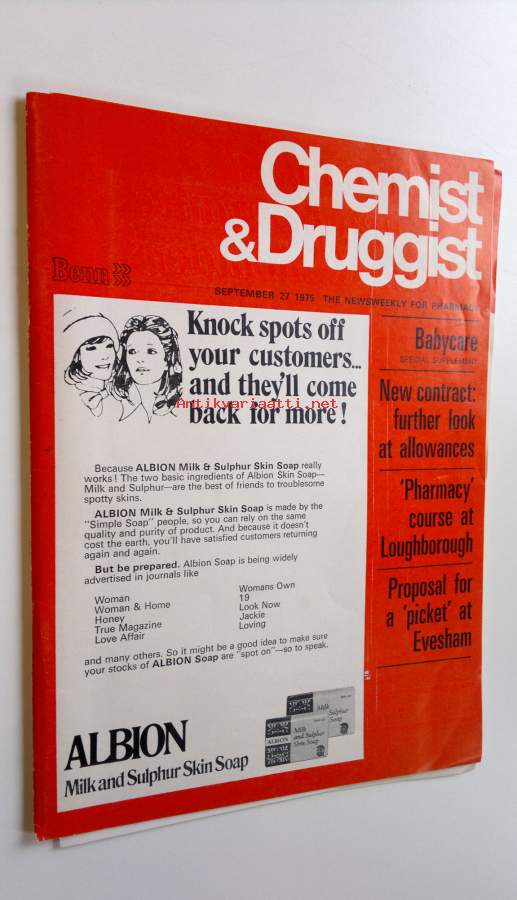 Chemist
&Druggist
Benn
SEPTEMBER 27 1975 THE NEWSWEEKLY FOR PHARMACY
Knock spots off
your customers...
and they'll come
back for more!
Antikvariaatti.net
Because ALBION Milk & Sulphur Skin Soap really
works! The two basic ingredients of Albion Skin Soap—
Milk and Sulphur—are the best of friends to troublesome
spotty skins.
ALBION Milk & Sulphur Skin Soap is made by the
"Simple Soap" people, so you can rely on the same
quality and purity of product. And because it doesn't
cost the earth, you'll have satisfied customers returning
again and again.
But be prepared. Albion Soap is being widely
advertised in journals like
Woman
Woman & Home
Honey
True Magazine
Love Affair
Womans Own
19
Look Now
Jackie
Loving
and many others. So it might be a good idea to make sure
your stocks of ALBION Soap are "spot on"—so to speak.
ALBION
Milk and Sulphur Skin Soap
Milk
Sulphur
Soap
ALBION
Milk
and Sulphur
Skin Soap
Babycare
SPECIAL SUPPLEMENT
New contract:
further look
at allowances
'Pharmacy'
course at
Loughborough
Proposal for
a 'picket' at
Evesham